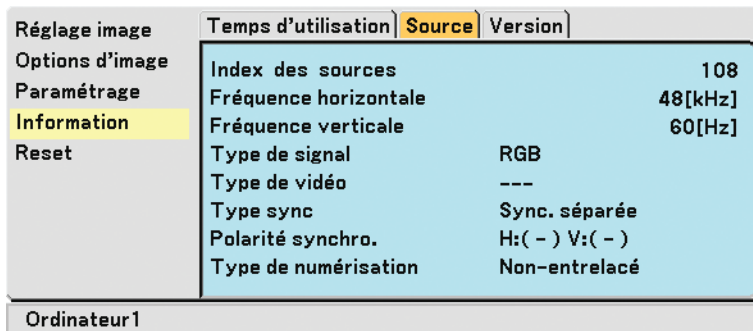 Réglage image
Options d'image
Paramétrage
Information
Reset
Temps d'utilisation Source Version
Index des sources 108
Fréquence horizontale 48[kHz]
Fréquence verticale 60[Hz]
Type de signal RGB
Type de vidéo ---
Type sync Sync. séparée
Polarité synchro. H:( − ) V:( − )
Type de numérisation Non-entrelacé
Ordinateur1